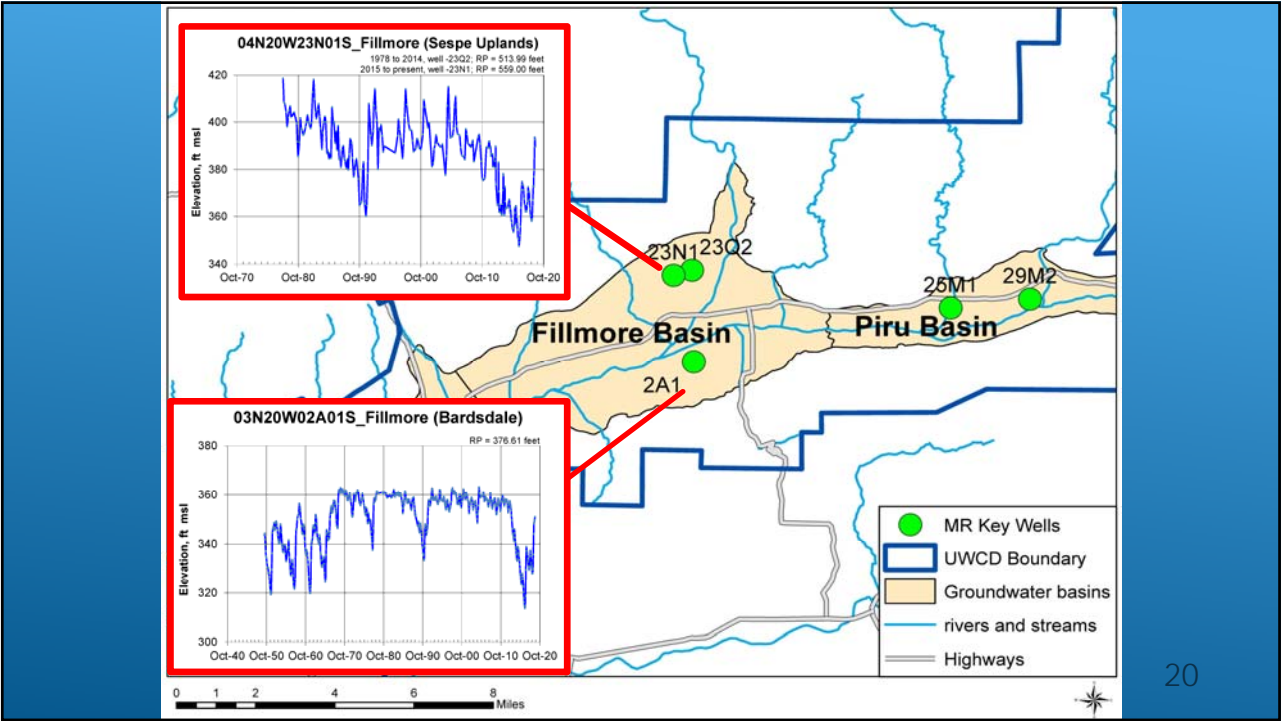 04N20W23N01S_Fillmore (Sespe Uplands)
1978 to 2014, well -23Q2; RP = 513.99 feet
2015 to present, well -23N1; RP = 559.00 feet
420
400
380
360
340
Elevation, ft msl
Oct-70 Oct-80 Oct-90 Oct-00 Oct-10 Oct-20
23N1 23Q2
25M1 29M2
Fillmore Basin
Piru Basin
2A1
03N20W02A01S_Fillmore (Bardsdale)
RP = 376.61 feet
380
360
340
320
300
Elevation, ft msl
Oct-40 Oct-50 Oct-60 Oct-70 Oct-80 Oct-90 Oct-00 Oct-10 Oct-20
MR Key Wells
UWCD Boundary
Groundwater basins
rivers and streams
Highways
0 1 2 4 6 8
Miles
20